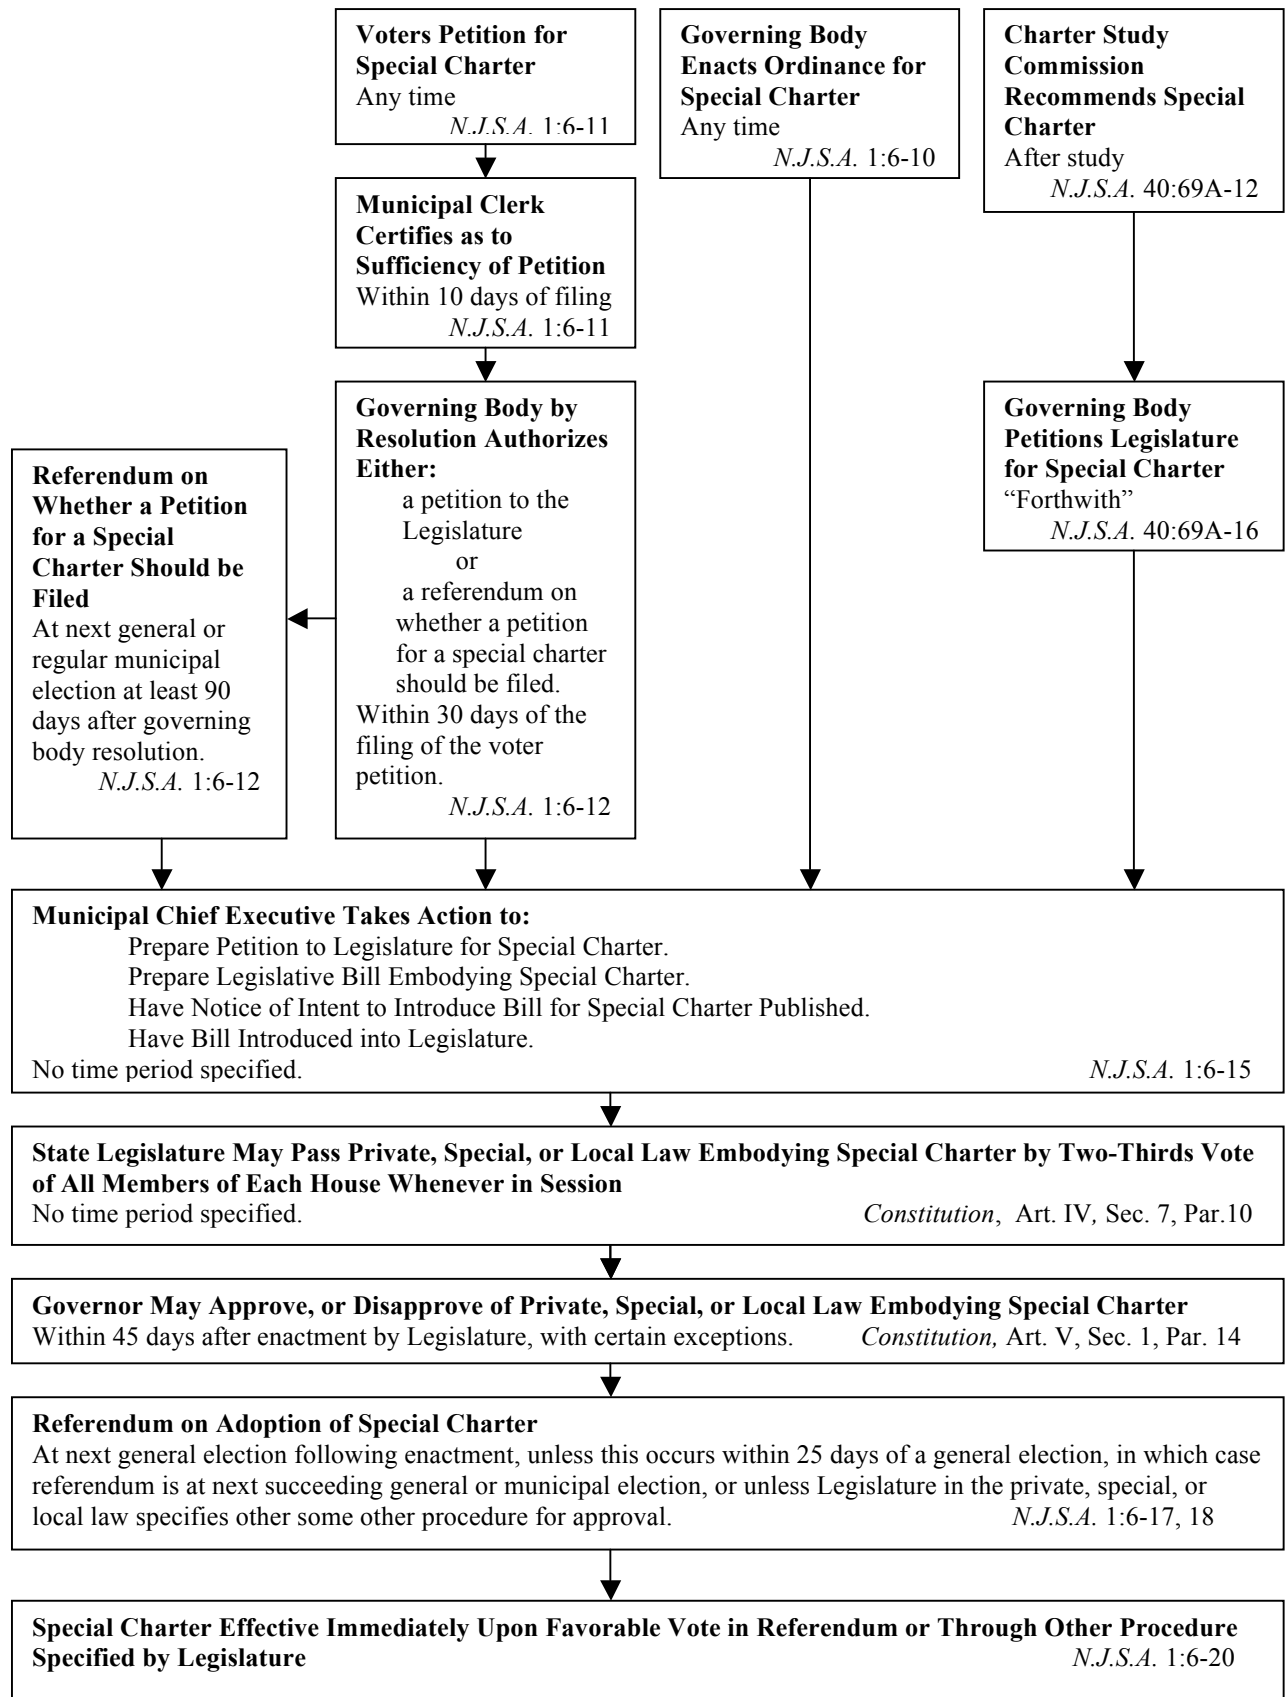 Voters Petition for
Special Charter
Any time
N.J.S.A. 1:6-11
Governing Body
Enacts Ordinance for
Special Charter
Any time
N.J.S.A. 1:6-10
Charter Study
Commission
Recommends Special
Charter
After study
N.J.S.A. 40:69A-12
Municipal Clerk
Certifies as to
Sufficiency of Petition
Within 10 days of filing
N.J.S.A. 1:6-11
Governing Body by
Resolution Authorizes
Either:
a petition to the
Legislature
or
a referendum on
whether a petition
for a special charter
should be filed.
Within 30 days of the
filing of the voter
petition.
N.J.S.A. 1:6-12
Governing Body
Petitions Legislature
for Special Charter
“Forthwith”
N.J.S.A. 40:69A-16
Referendum on
Whether a Petition
for a Special
Charter Should be
Filed
At next general or
regular municipal
election at least 90
days after governing
body resolution.
N.J.S.A. 1:6-12
Municipal Chief Executive Takes Action to:
Prepare Petition to Legislature for Special Charter.
Prepare Legislative Bill Embodying Special Charter.
Have Notice of Intent to Introduce Bill for Special Charter Published.
Have Bill Introduced into Legislature.
No time period specified. N.J.S.A. 1:6-15
State Legislature May Pass Private, Special, or Local Law Embodying Special Charter by Two-Thirds Vote
of All Members of Each House Whenever in Session
No time period specified. Constitution, Art. IV, Sec. 7, Par.10
Governor May Approve, or Disapprove of Private, Special, or Local Law Embodying Special Charter
Within 45 days after enactment by Legislature, with certain exceptions. Constitution, Art. V, Sec. 1, Par. 14
Referendum on Adoption of Special Charter
At next general election following enactment, unless this occurs within 25 days of a general election, in which case
referendum is at next succeeding general or municipal election, or unless Legislature in the private, special, or
local law specifies other some other procedure for approval. N.J.S.A. 1:6-17, 18
Special Charter Effective Immediately Upon Favorable Vote in Referendum or Through Other Procedure
Specified by Legislature N.J.S.A. 1:6-20